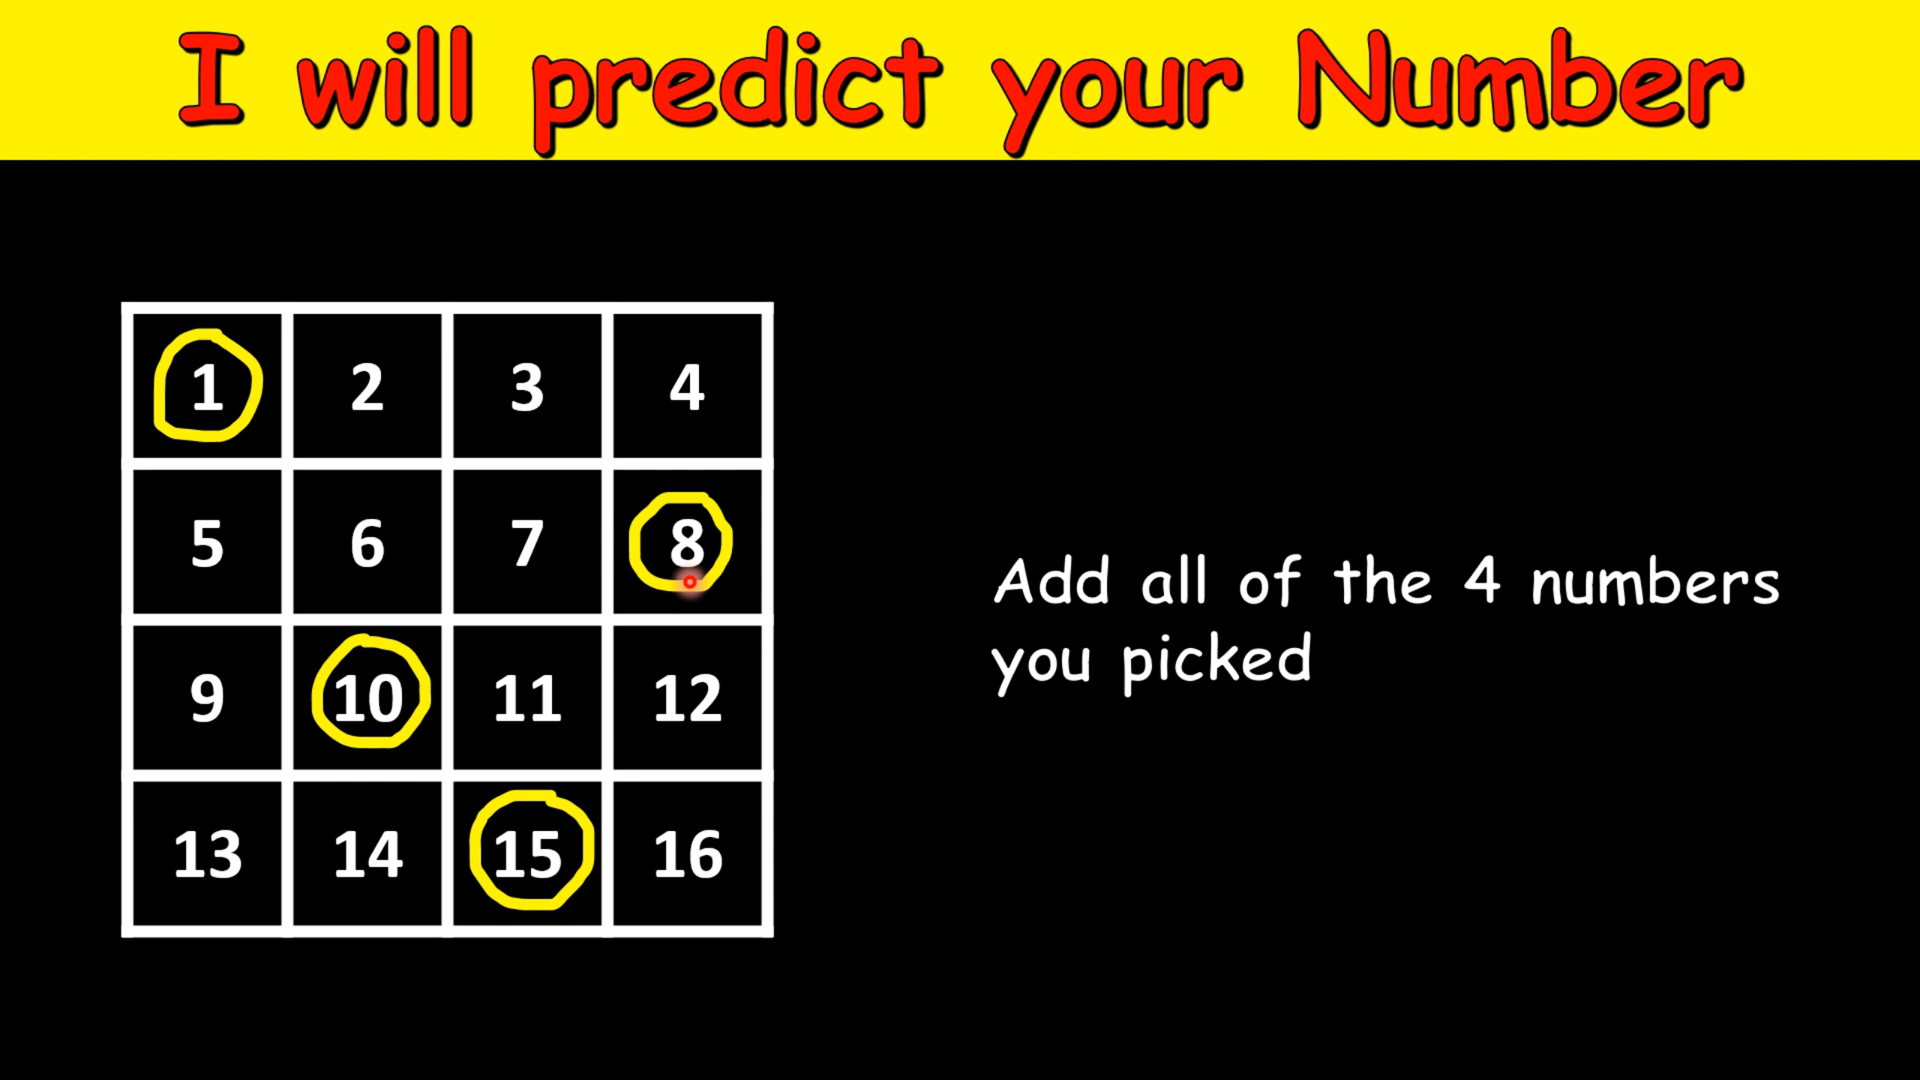 I will predict your Number
1 2 3 4
5 6 7 8
9 10 11 12
13 14 15 16
Add all of the 4 numbers
you picked